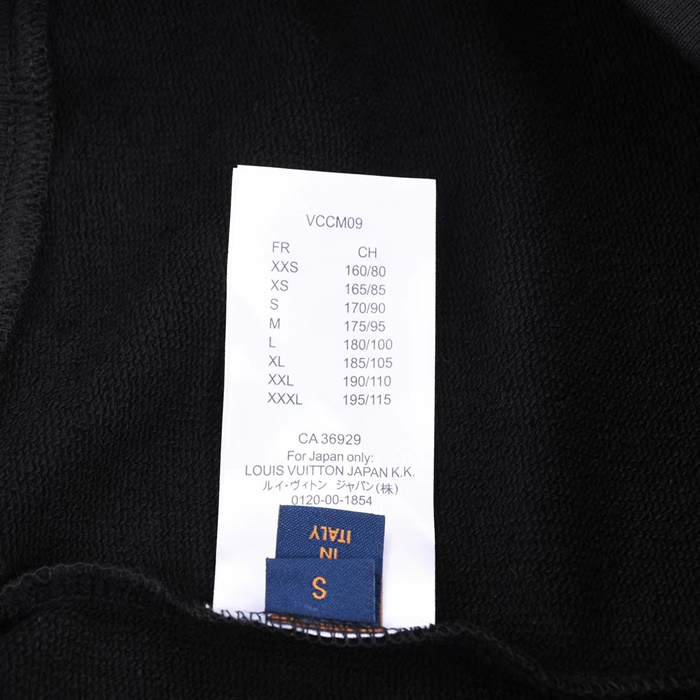 VCCM09
FR CH
XXS 160/80
XS 165/85
S 170/90
M 175/95
L 180/100
XL 185/105
XXL 190/110
XXXL 195/115
CA 36929
For Japan only:
LOUIS VUITTON JAPAN K.K.
ルイ・ヴィトン ジャパン(株)
0120-00-1854
IN
ITALY
S